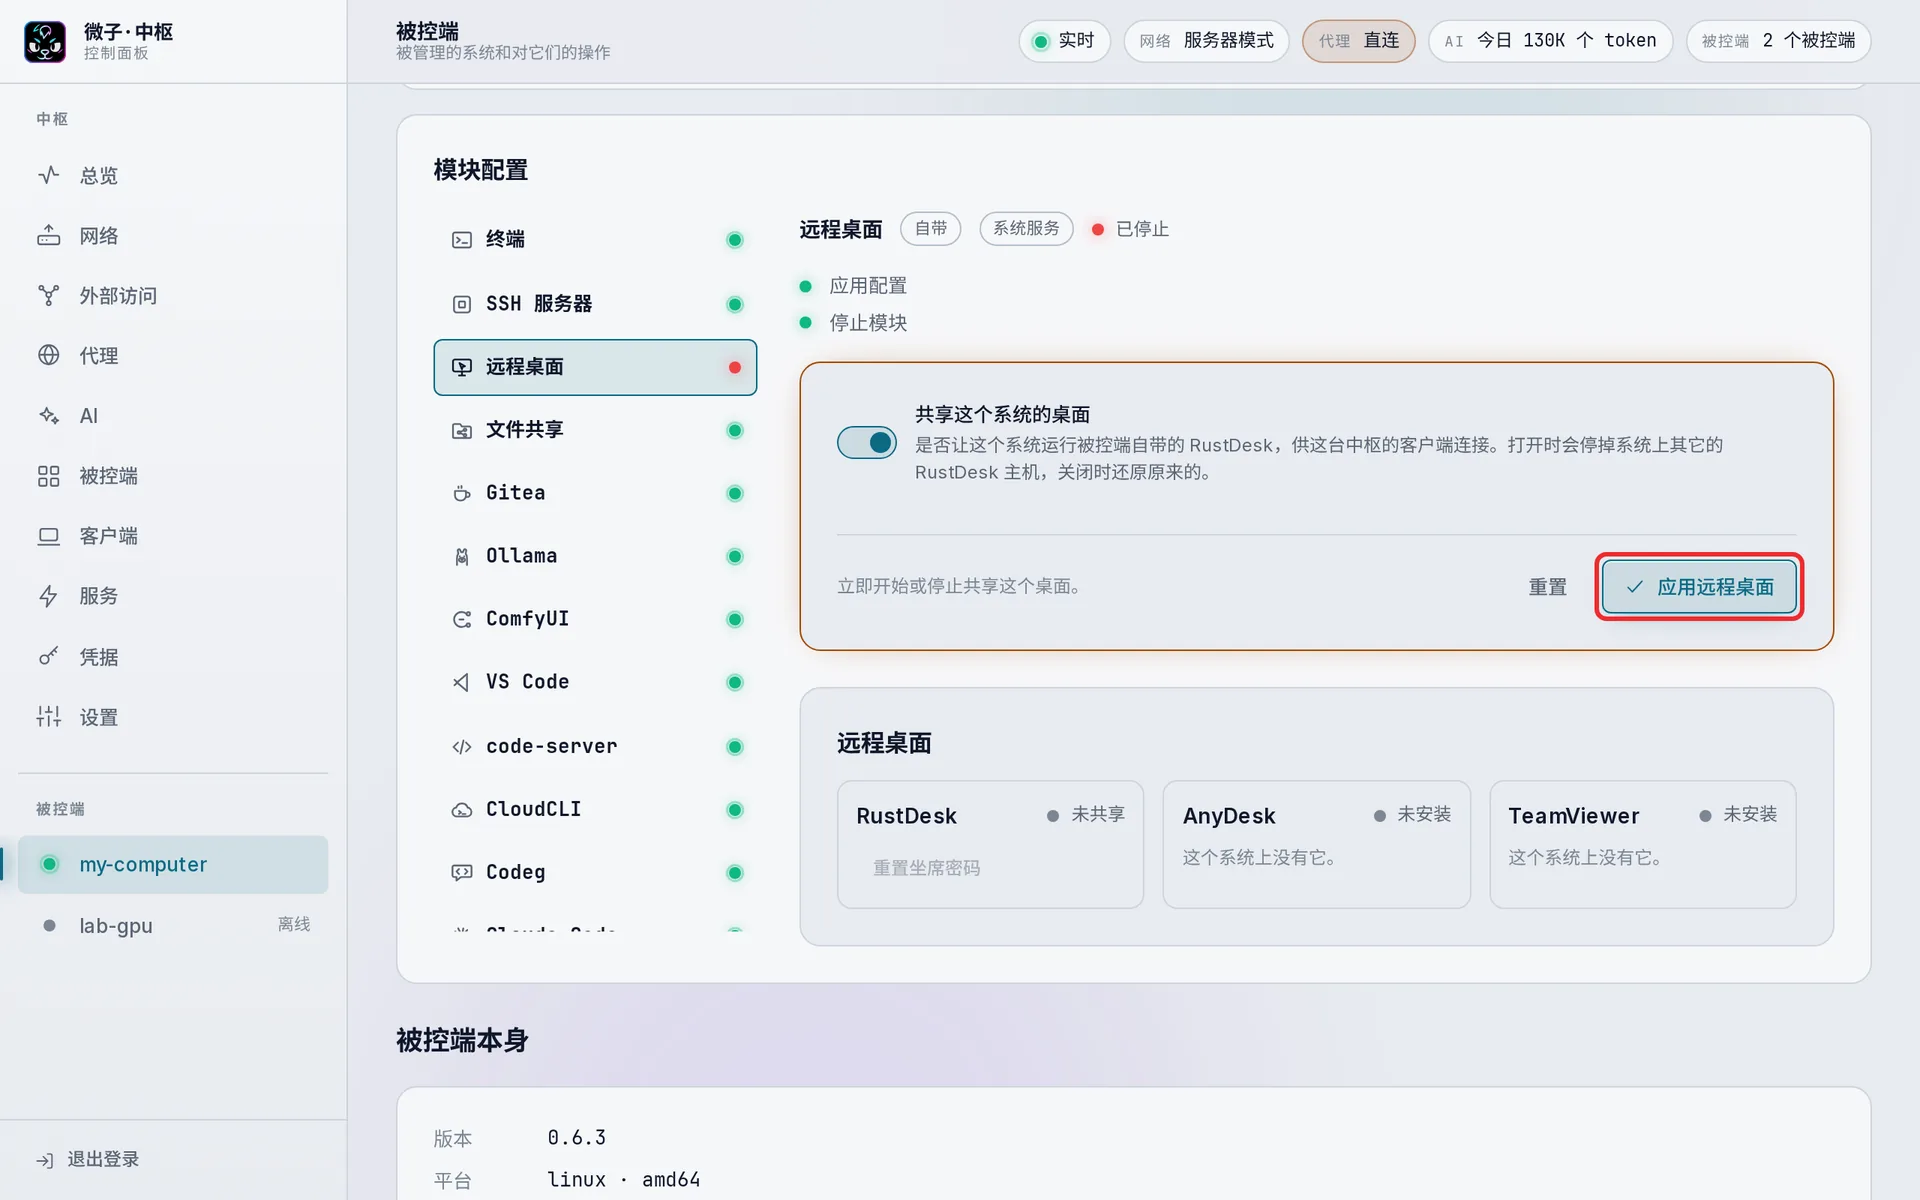 微子·中枢
控制面板
被控端
被管理的系统和对它们的操作
实时
网络 服务器模式
代理 直连
AI 今日 130K 个 token
被控端 2 个被控端
中枢
总览
网络
外部访问
代理
AI
被控端
客户端
服务
凭据
设置
被控端
my-computer
lab-gpu 离线
退出登录
模块配置
终端
SSH 服务器
远程桌面
文件共享
Gitea
Ollama
ComfyUI
VS Code
code-server
CloudCLI
Codeg
远程桌面 自带 系统服务 已停止
应用配置
停止模块
共享这个系统的桌面
是否让这个系统运行被控端自带的 RustDesk，供这台中枢的客户端连接。打开时会停掉系统上其它的
RustDesk 主机，关闭时还原原来的。
立即开始或停止共享这个桌面。
重置
应用远程桌面
远程桌面
RustDesk 未共享
重置坐席密码
AnyDesk 未安装
这个系统上没有它。
TeamViewer 未安装
这个系统上没有它。
被控端本身
版本 0.6.3
平台 linux · amd64